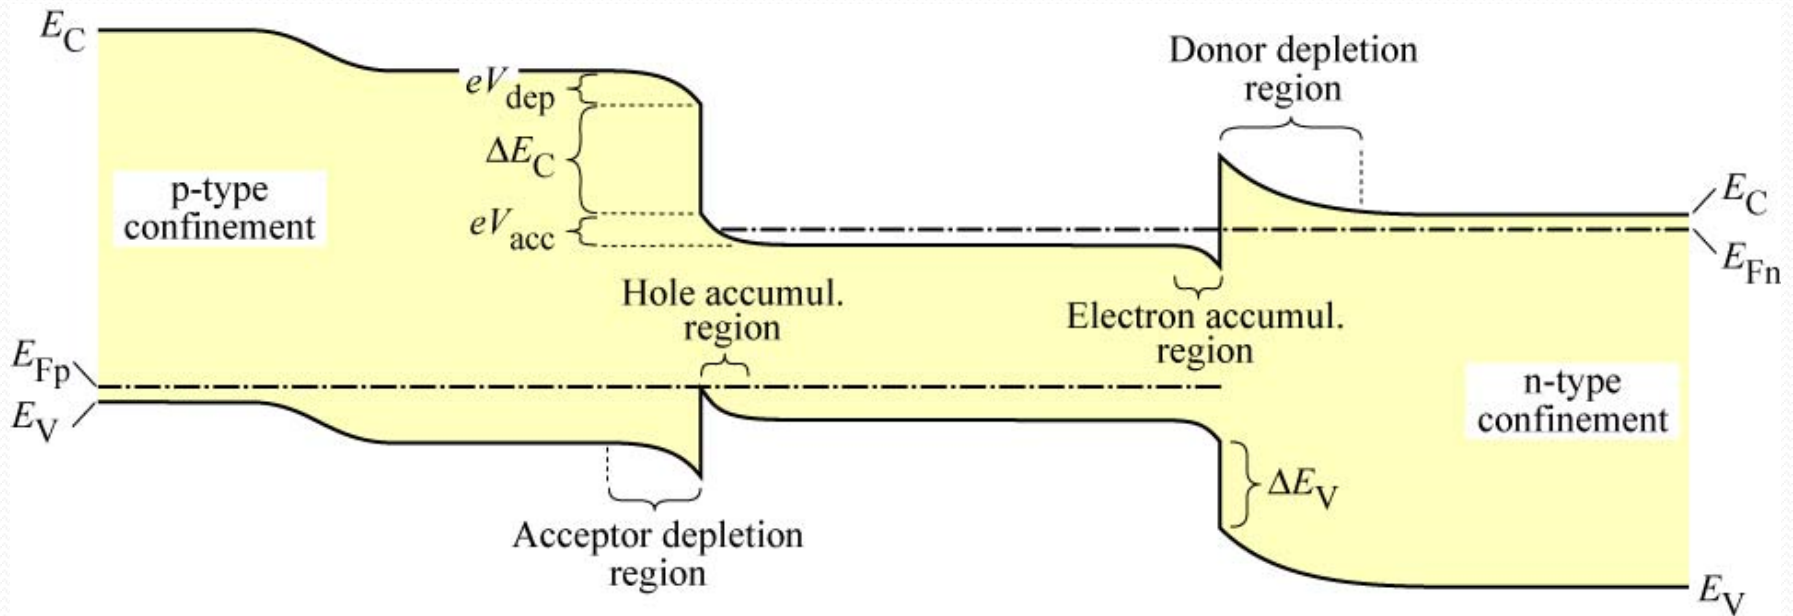 E_C
Donor depletion
region
eV_dep
ΔE_C
p-type
confinement
E_C
eV_acc
E_Fn
Hole accumul.
region
Electron accumul.
region
E_Fp
E_V
n-type
confinement
ΔE_V
Acceptor depletion
region
E_V